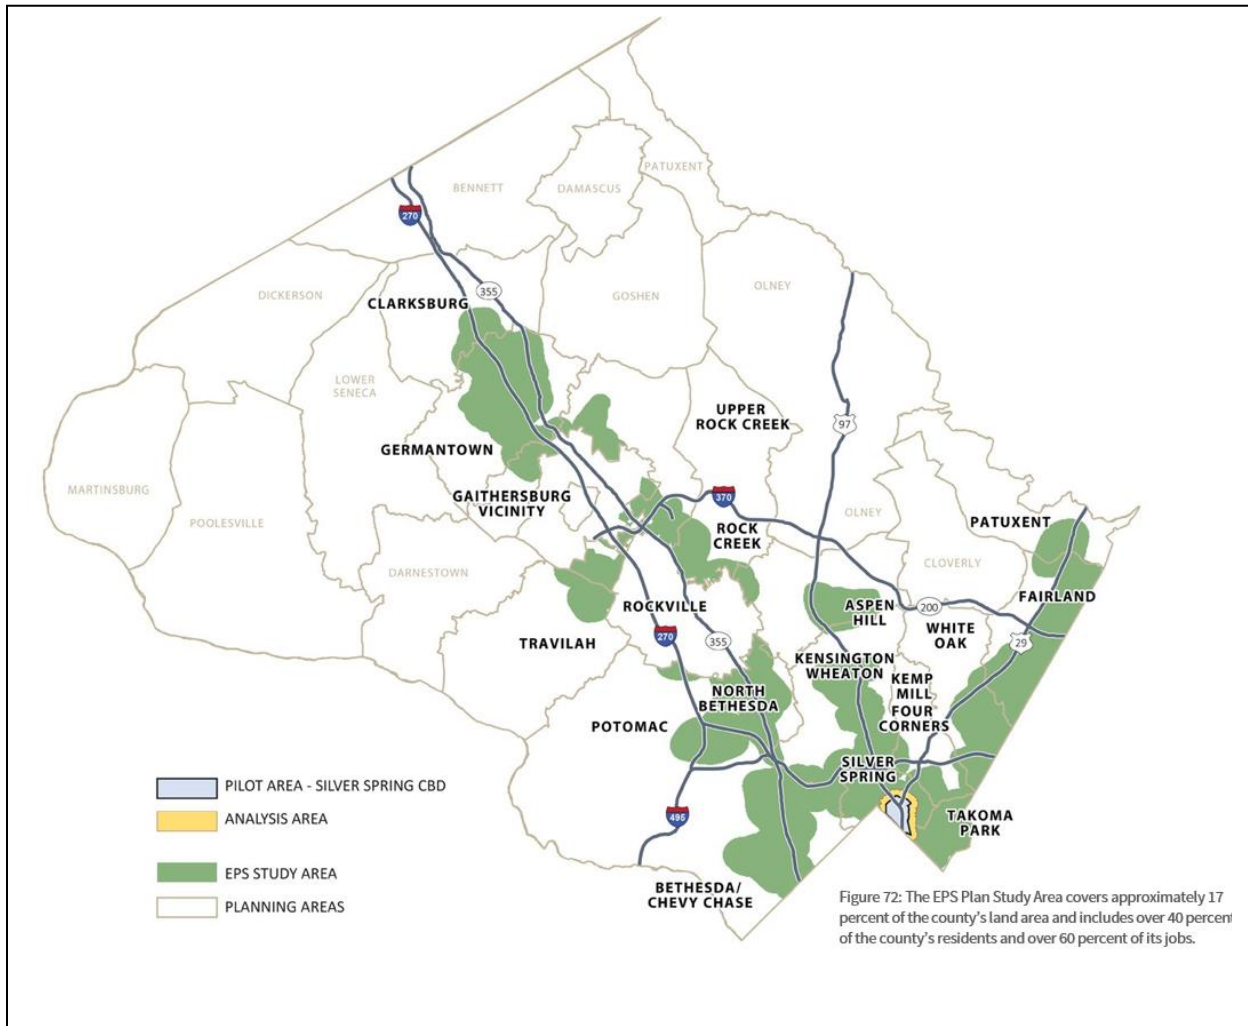 PATUXENT
BENNETT
DAMASCUS
270
DICKERSON
355
GOSHEN
OLNEY
CLARKSBURG
LOWER
SENECA
UPPER
ROCK CREEK
97
GERMANTOWN
MARTINSBURG
GAITHERSBURG
VICINITY
370
POOLESVILLE
OLNEY
PATUXENT
ROCK
CREEK
DARNESTOWN
CLOVERLY
FAIRLAND
ROCKVILLE
ASPEN
HILL
200
TRAVILAH
270
355
WHITE
OAK
29
KENSINGTON
WHEATON
KEMP
MILL
FOUR
CORNERS
NORTH
BETHESDA
POTOMAC
SILVER
SPRING
495
TAKOMA
PARK
BETHESDA/
CHEVY CHASE
PILOT AREA - SILVER SPRING CBD
ANALYSIS AREA
EPS STUDY AREA
PLANNING AREAS
Figure 72: The EPS Plan Study Area covers approximately 17
percent of the county's land area and includes over 40 percent
of the county's residents and over 60 percent of its jobs.